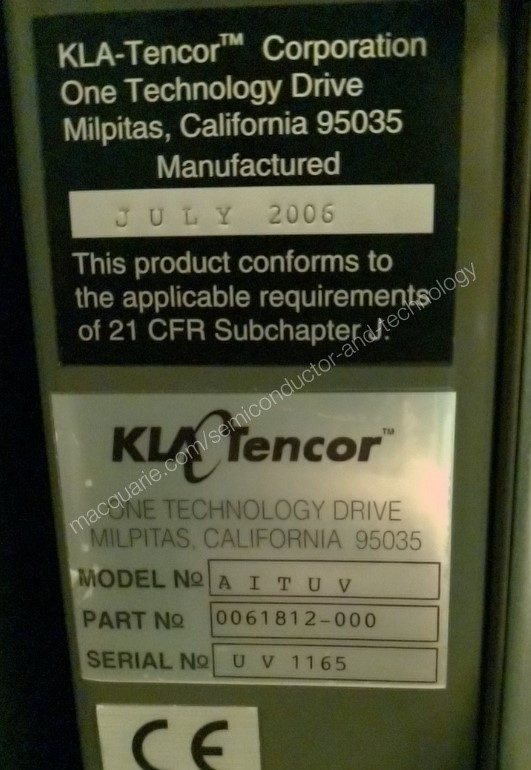 KLA-Tencor™ Corporation
One Technology Drive
Milpitas, California 95035
Manufactured
JULY 2006
This product conforms to
the applicable requirements
of 21 CFR Subchapter J.
KLA Tencor™
ONE TECHNOLOGY DRIVE
MILPITAS, CALIFORNIA 95035
MODEL № AITUV
PART № 0061812-000
SERIAL № UV1165
CE
macquarie.com/semiconductor-and-technology